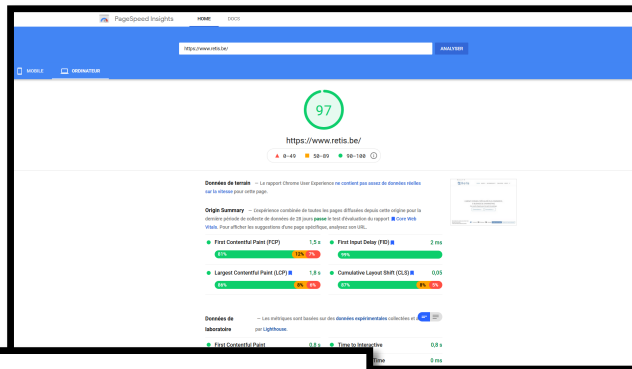 PageSpeed Insights HOME DOCS
https://www.retis.be/ ANALYSER
MOBILE ORDINATEUR
97
https://www.retis.be/
0-49 50-89 90-100
Données de terrain — Le rapport Chrome User Experience ne contient pas assez de données réelles
sur la vitesse pour cette page.
Origin Summary — L'expérience combinée de toutes les pages diffusées depuis cette origine pour la
dernière période de collecte de données de 28 jours passe le test d'évaluation du rapport Core Web
Vitals. Pour afficher les suggestions d'une page spécifique, analysez son URL.
First Contentful Paint (FCP) 1,5 s First Input Delay (FID) 2 ms
81% 12% 7% 99%
Largest Contentful Paint (LCP) 1,8 s Cumulative Layout Shift (CLS) 0,05
87% 8% 5%
Données de — Les métriques sont basées sur des données expérimentales collectées et
laboratoire par Lighthouse.
First Contentful Paint 0,8 s Time to Interactive 0,8 s
Time 0 ms